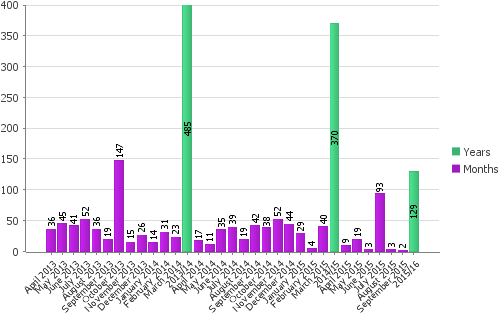 400
350
300
250
200
150
100
50
0
36
45
41
52
36
19
147
15
26
14
31
23
485
17
11
35
39
19
42
38
52
44
29
4
40
370
9
19
3
93
3
2
129
April 2013
May 2013
June 2013
July 2013
August 2013
September 2013
October 2013
November 2013
December 2013
January 2014
February 2014
March 2014
2013/14
April 2014
May 2014
June 2014
July 2014
August 2014
September 2014
October 2014
November 2014
December 2014
January 2015
February 2015
March 2015
2014/15
April 2015
May 2015
June 2015
July 2015
August 2015
September 2015
2015/16
Years
Months